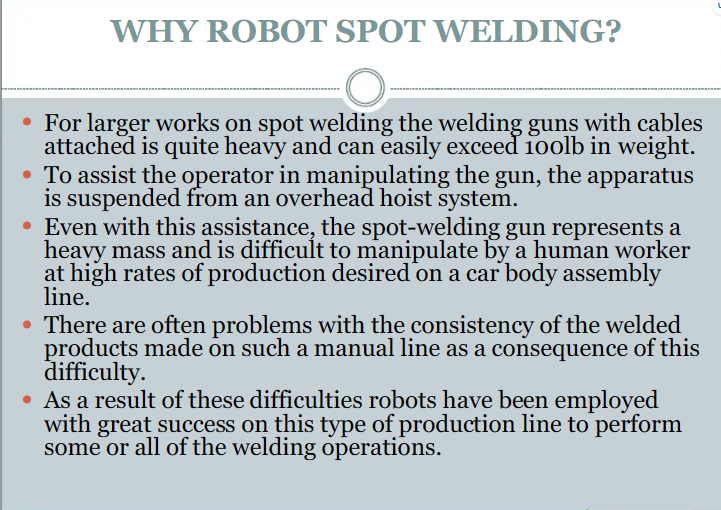 WHY ROBOT SPOT WELDING?
• For larger works on spot welding the welding guns with cables
attached is quite heavy and can easily exceed 100lb in weight.
• To assist the operator in manipulating the gun, the apparatus
is suspended from an overhead hoist system.
• Even with this assistance, the spot-welding gun represents a
heavy mass and is difficult to manipulate by a human worker
at high rates of production desired on a car body assembly
line.
• There are often problems with the consistency of the welded
products made on such a manual line as a consequence of this
difficulty.
• As a result of these difficulties robots have been employed
with great success on this type of production line to perform
some or all of the welding operations.